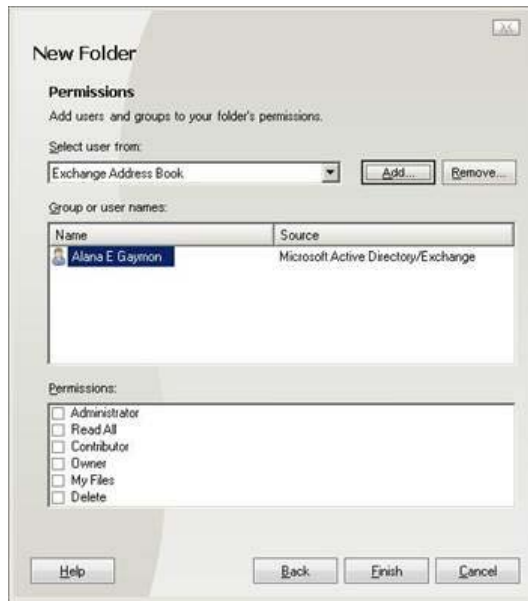 New Folder
Permissions
Add users and groups to your folder's permissions.
Select user from:
Exchange Address Book
Add...
Remove...
Group or user names:
Name Source
Alana E Gaymon Microsoft Active Directory/Exchange
Permissions:
Administrator
Read All
Contributor
Owner
My Files
Delete
Help
Back
Finish
Cancel